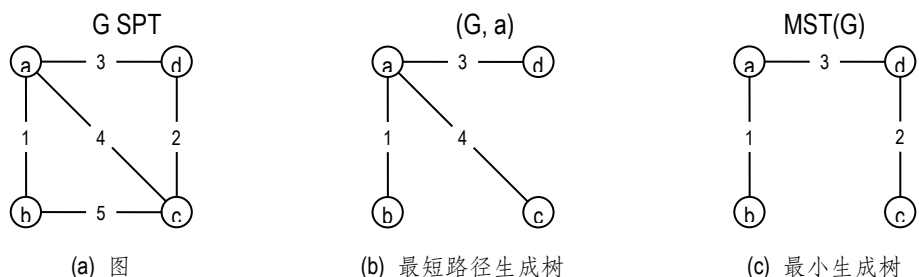 G SPT (G, a) MST(G)
a 3 d a 3 d a 3 d
1 4 2 1 4 1 2
b 5 c b c b c
(a) 图 (b) 最短路径生成树 (c) 最小生成树